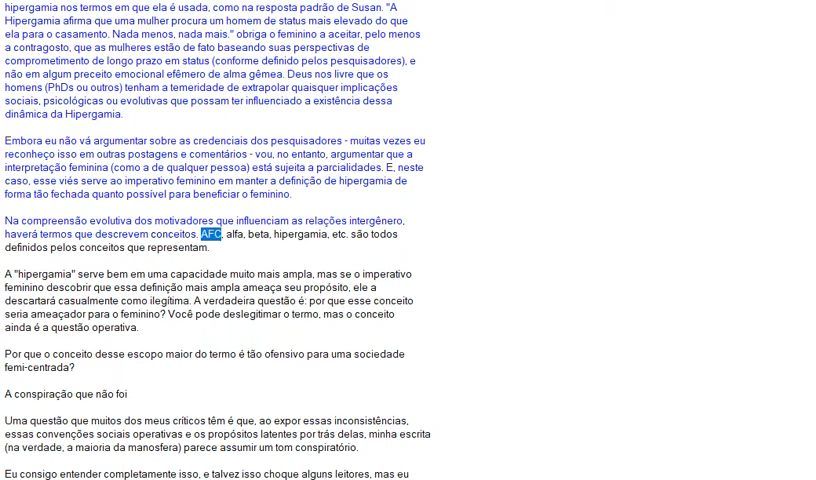 hipergamia nos termos em que ela é usada, como na resposta padrão de Susan. "A
Hipergamia afirma que uma mulher procura um homem de status mais elevado do que
ela para o casamento. Nada menos, nada mais." obriga o feminino a aceitar, pelo menos
a contragosto, que as mulheres estão de fato baseando suas perspectivas de
comprometimento de longo prazo em status (conforme definido pelos pesquisadores), e
não em algum preceito emocional efêmero de alma gêmea. Deus nos livre que os
homens (PhDs ou outros) tenham a temeridade de extrapolar quaisquer implicações
sociais, psicológicas ou evolutivas que possam ter influenciado a existência dessa
dinâmica da Hipergamia.
Embora eu não vá argumentar sobre as credenciais dos pesquisadores - muitas vezes eu
reconheço isso em outras postagens e comentários - vou, no entanto, argumentar que a
interpretação feminina (como a de qualquer pessoa) está sujeita a parcialidades. E, neste
caso, esse viés serve ao imperativo feminino em manter a definição de hipergamia de
forma tão fechada quanto possível para beneficiar o feminino.
Na compreensão evolutiva dos motivadores que influenciam as relações intergênero,
haverá termos que descrevem conceitos. AFC, alfa, beta, hipergamia, etc. são todos
definidos pelos conceitos que representam.
A "hipergamia" serve bem em uma capacidade muito mais ampla, mas se o imperativo
feminino descobrir que essa definição mais ampla ameaça seu propósito, ele a
descartará casualmente como ilegítima. A verdadeira questão é: por que esse conceito
seria ameaçador para o feminino? Você pode deslegitimar o termo, mas o conceito
ainda é a questão operativa.
Por que o conceito desse escopo maior do termo é tão ofensivo para uma sociedade
femi-centrada?
A conspiração que não foi
Uma questão que muitos dos meus críticos têm é que, ao expor essas inconsistências,
essas convenções sociais operativas e os propósitos latentes por trás delas, minha escrita
(na verdade, a maioria da manosfera) parece assumir um tom conspiratório.
Eu consigo entender completamente isso, e talvez isso choque alguns leitores, mas eu